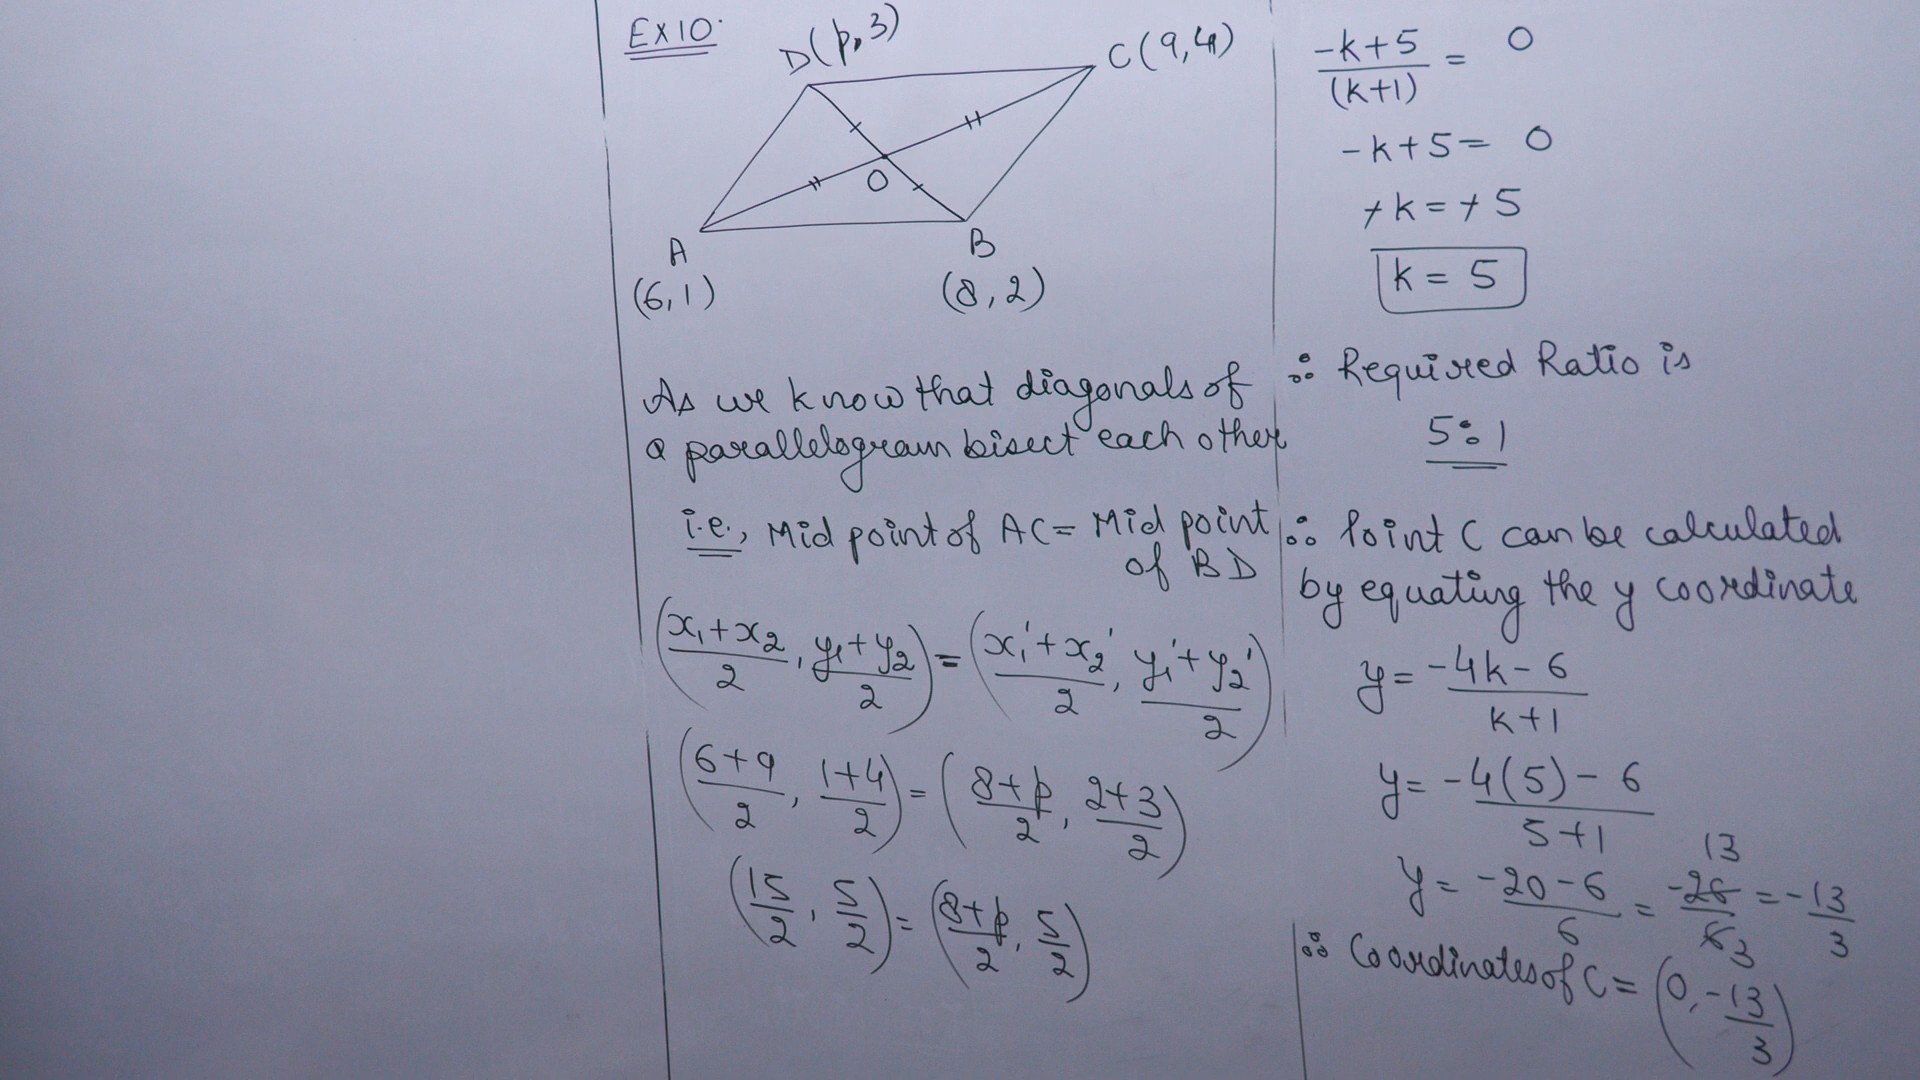 EX10.
D(p, 3)
C(9,4)
O
A
B
(6,1)
(8,2)
As we know that diagonals of
a parallelogram bisect each other
i.e., Mid point of AC = Mid point
of BD
(x₁+x₂/2, y₁+y₂/2) = (x₁'+x₂'/2, y₁'+y₂'/2)
(6+9/2, 1+4/2) = (8+p/2, 2+3/2)
(15/2, 5/2) = (8+p/2, 5/2)
-k+5/(k+1) = 0
-k+5 = 0
+k = +5
k = 5
∴ Required Ratio is
5:1
∴ Point C can be calculated
by equating the y coordinate
y = -4k-6/k+1
y = -4(5)-6/5+1
y = -20-6/6 = -26/6 = -13/3
13
3
∴ Coordinates of C = (0, -13/3)